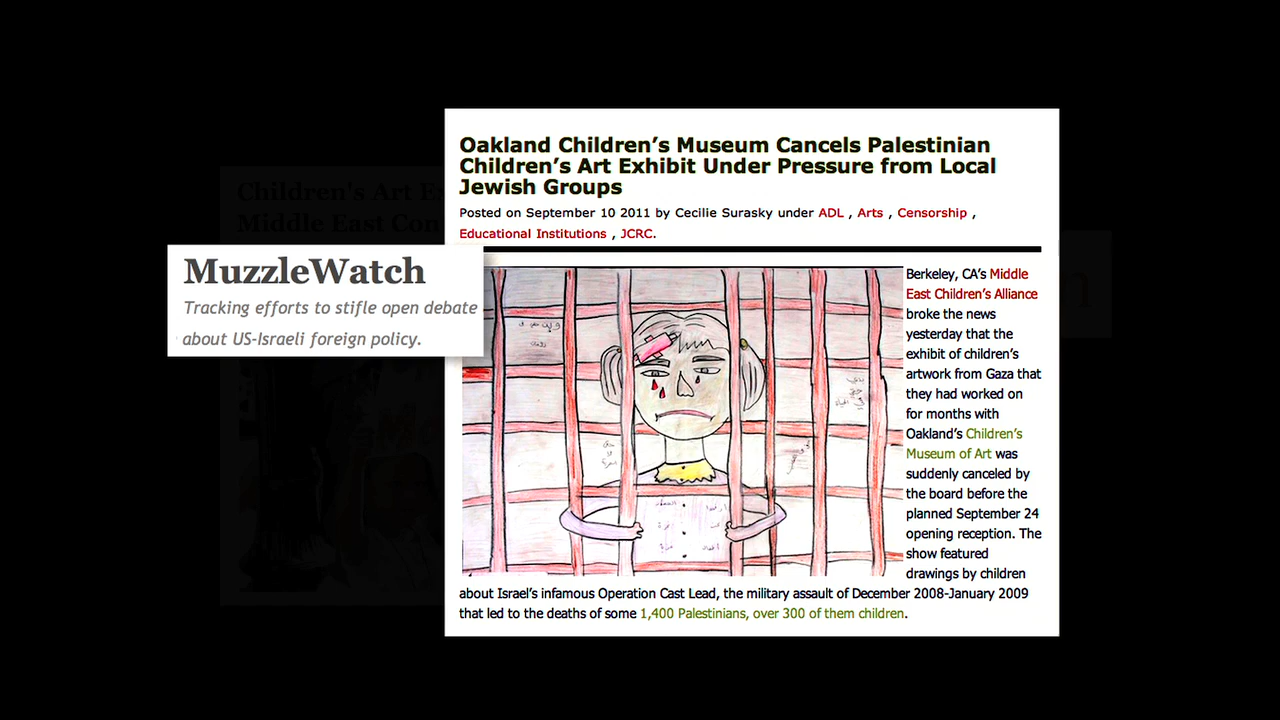 Oakland Children's Museum Cancels Palestinian
Children's Art Exhibit Under Pressure from Local
Jewish Groups
Posted on September 10 2011 by Cecilie Surasky under ADL , Arts , Censorship ,
Educational Institutions , JCRC.
Children's Art Ex
Middle East Con
MuzzleWatch
Tracking efforts to stifle open debate
about US-Israeli foreign policy.
Berkeley, CA's Middle
East Children's Alliance
broke the news
yesterday that the
exhibit of children's
artwork from Gaza that
they had worked on
for months with
Oakland's Children's
Museum of Art was
suddenly canceled by
the board before the
planned September 24
opening reception. The
show featured
drawings by children
about Israel's infamous Operation Cast Lead, the military assault of December 2008-January 2009
that led to the deaths of some 1,400 Palestinians, over 300 of them children.